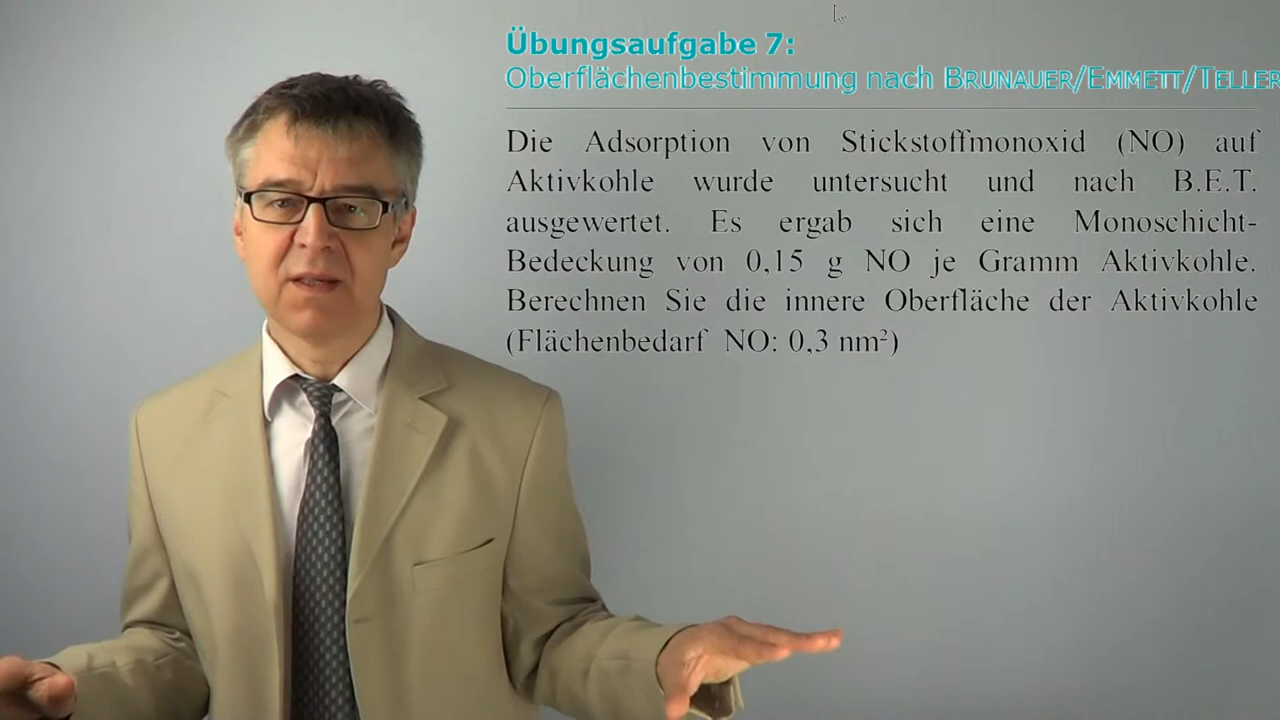 Übungsaufgabe 7:
Oberflächenbestimmung nach BRUNAUER/EMMETT/TELLER
Die Adsorption von Stickstoffmonoxid (NO) auf
Aktivkohle wurde untersucht und nach B.E.T.
ausgewertet. Es ergab sich eine Monoschicht-
Bedeckung von 0,15 g NO je Gramm Aktivkohle.
Berechnen Sie die innere Oberfläche der Aktivkohle
(Flächenbedarf NO: 0,3 nm²)